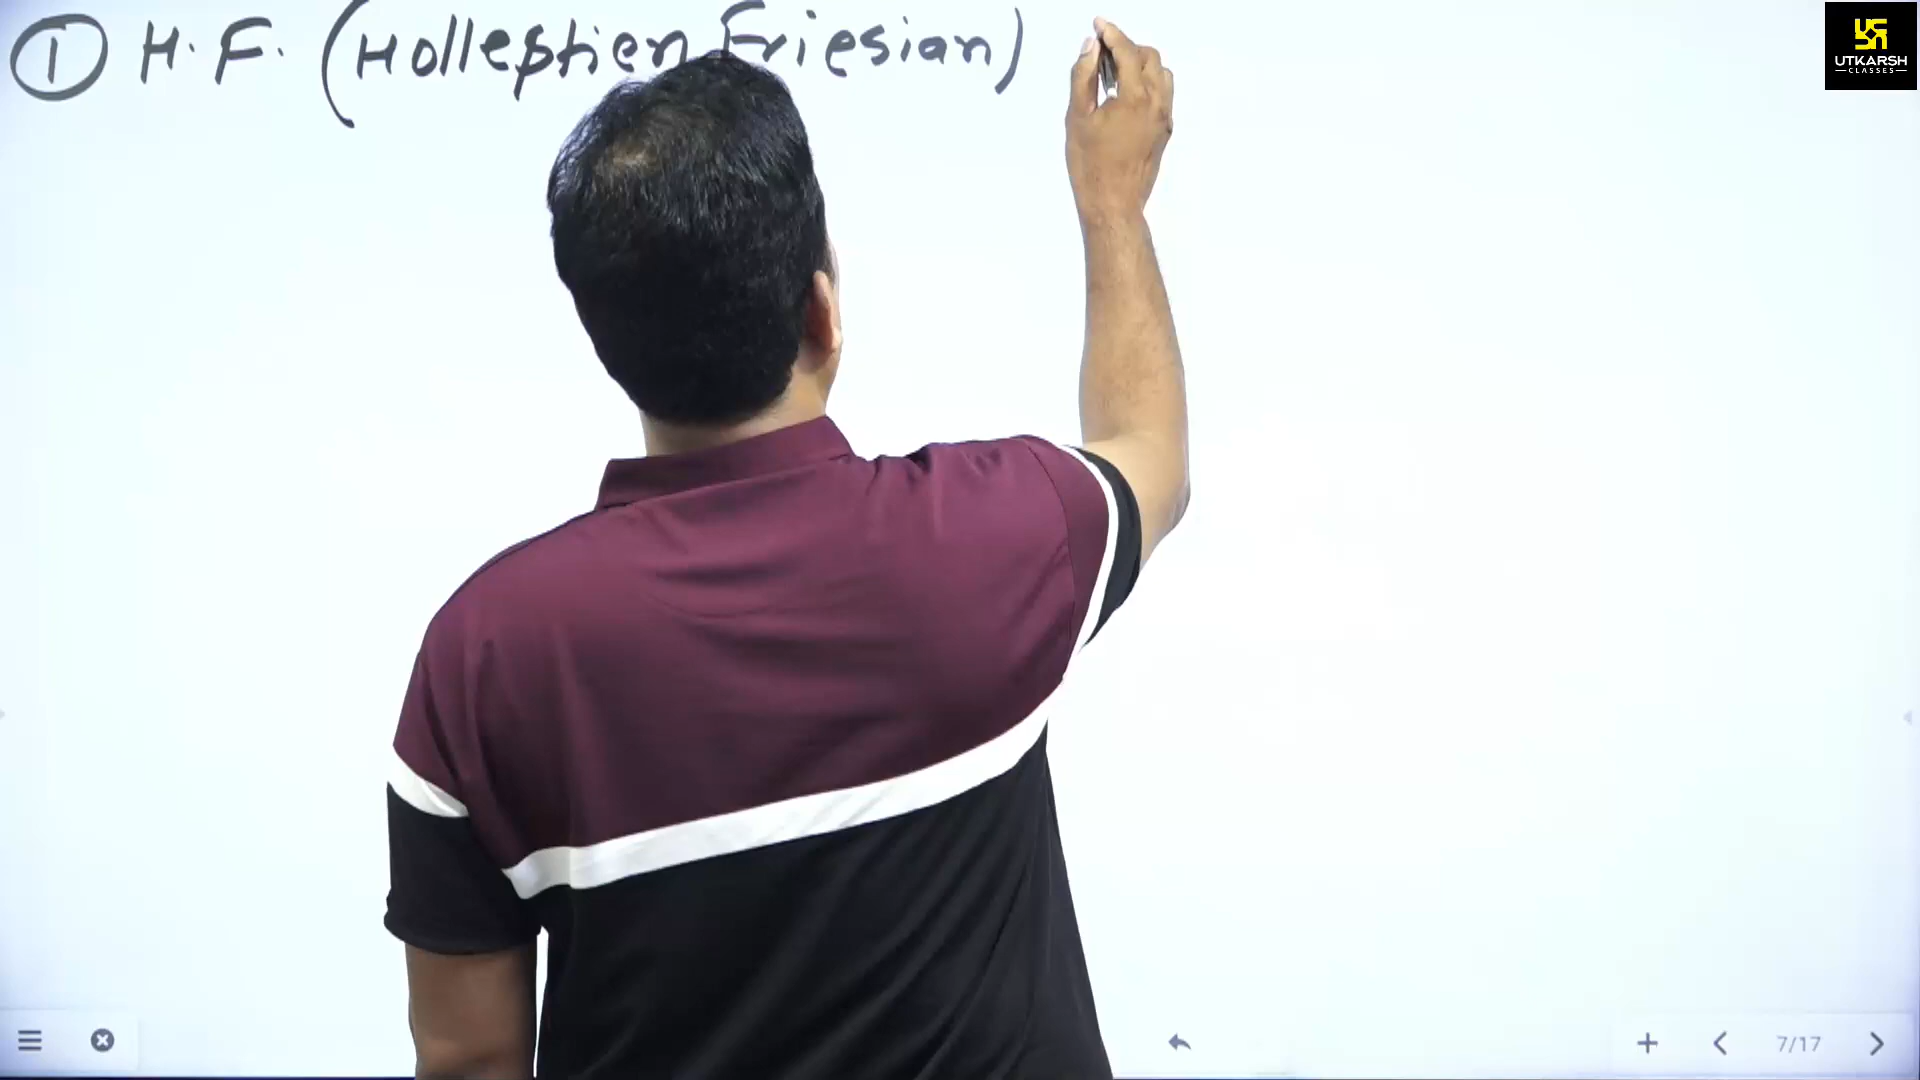 ① H. F. (Hollestien Friesian)
UTKARSH
CLASSES
7/17